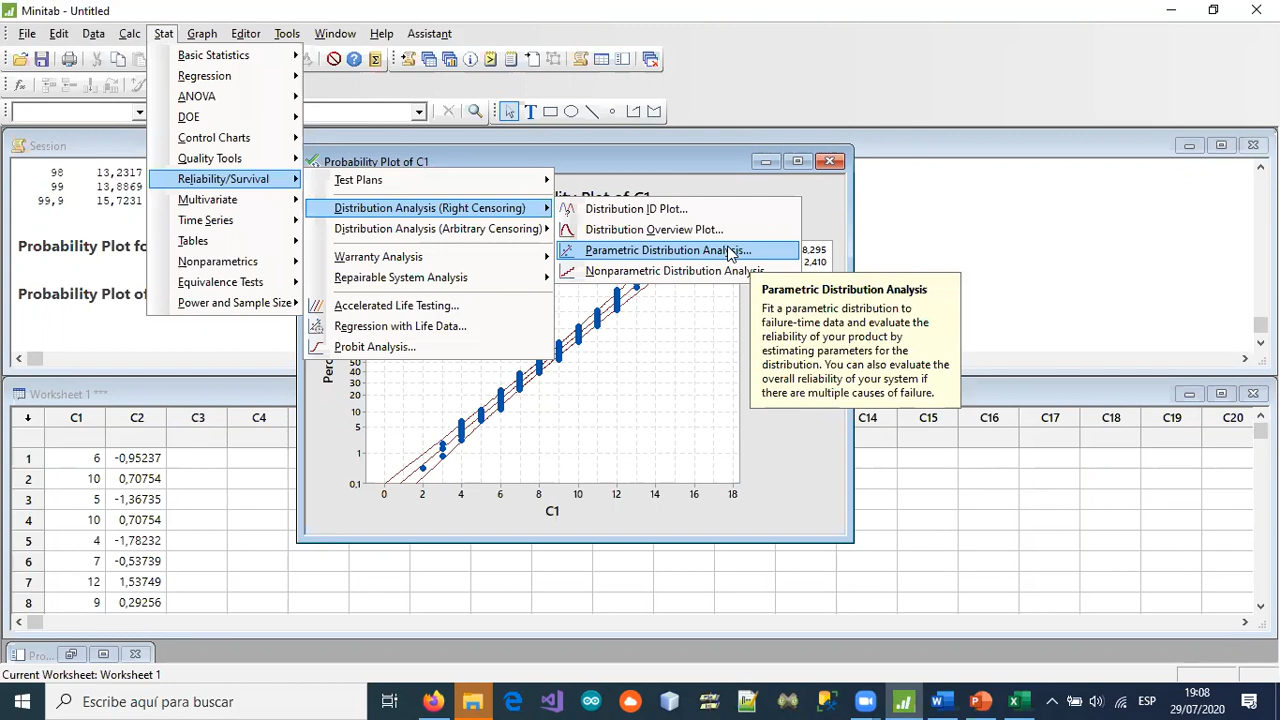 Minitab - Untitled
File Edit Data Calc Stat Graph Editor Tools Window Help Assistant
Basic Statistics
Regression
ANOVA
DOE
Control Charts
Quality Tools
Reliability/Survival
Multivariate
Time Series
Tables
Nonparametrics
Equivalence Tests
Power and Sample Size
Test Plans
Distribution Analysis (Right Censoring)
Distribution Analysis (Arbitrary Censoring)
Warranty Analysis
Repairable System Analysis
Accelerated Life Testing...
Regression with Life Data...
Probit Analysis...
Distribution ID Plot...
Distribution Overview Plot...
Parametric Distribution Analysis...
Nonparametric Distribution Analysis
Parametric Distribution Analysis
Fit a parametric distribution to
failure-time data and evaluate the
reliability of your product by
estimating parameters for the
distribution. You can also evaluate the
overall reliability of your system if
there are multiple causes of failure.
Session
98 13,2317
99 13,8869
99,9 15,7231
Probability Plot fo
Probability Plot of
Probability Plot of C1
Plot of C1
8,295
2,410
50
40
30
20
10
5
1
0.1
0 2 4 6 8 10 12 14 16 18
C1
Worksheet 1 ***
C1 C2 C3 C4 C14 C15 C16 C17 C18 C19 C20
1 6 -0,95237
2 10 0,70754
3 5 -1,36735
4 10 0,70754
5 4 -1,78232
6 7 -0,53739
7 12 1,53749
8 9 0,29256
Pro...
Current Worksheet: Worksheet 1
Escribe aquí para buscar
ESP
19:08
29/07/2020